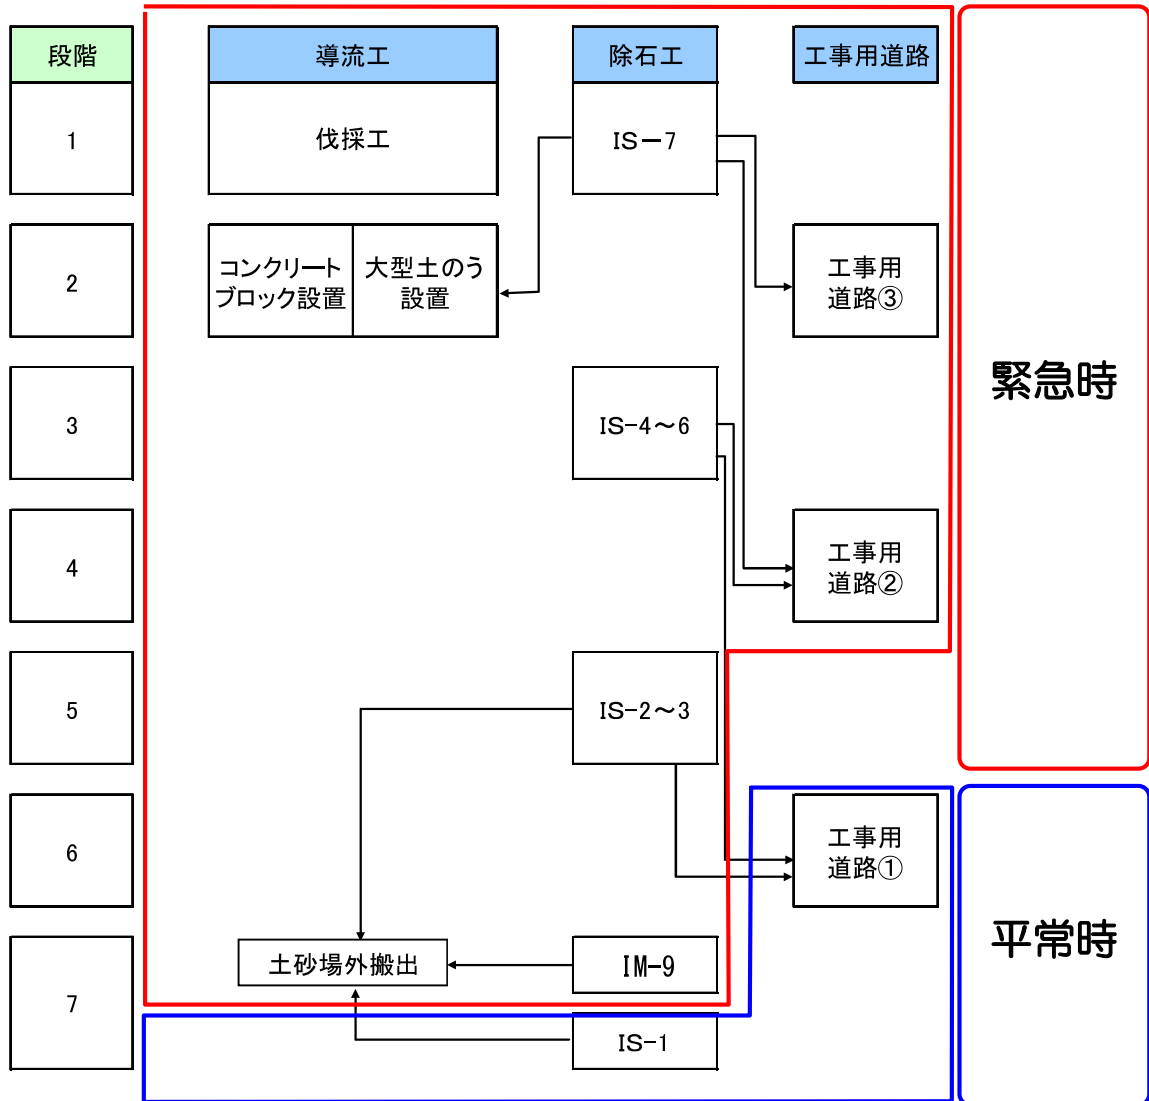 段階
導流工
除石工
工事用道路
1
伐採工
IS－7
2
コンクリート
ブロック設置
大型土のう
設置
工事用
道路③
3
IS-4～6
4
工事用
道路②
5
IS-2～3
6
工事用
道路①
7
土砂場外搬出
IM-9
IS-1
緊急時
平常時